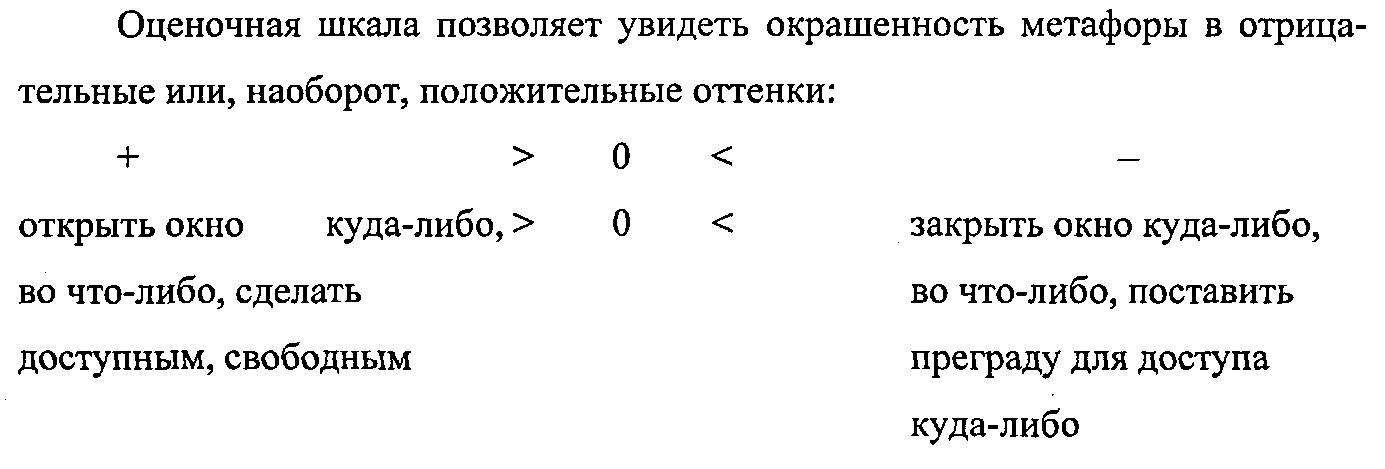 Оценочная шкала позволяет увидеть окрашенность метафоры в отрица-
тельные или, наоборот, положительные оттенки:
+ > 0 < –
открыть окно куда-либо, > 0 < закрыть окно куда-либо,
во что-либо, сделать во что-либо, поставить
доступным, свободным преграду для доступа
куда-либо